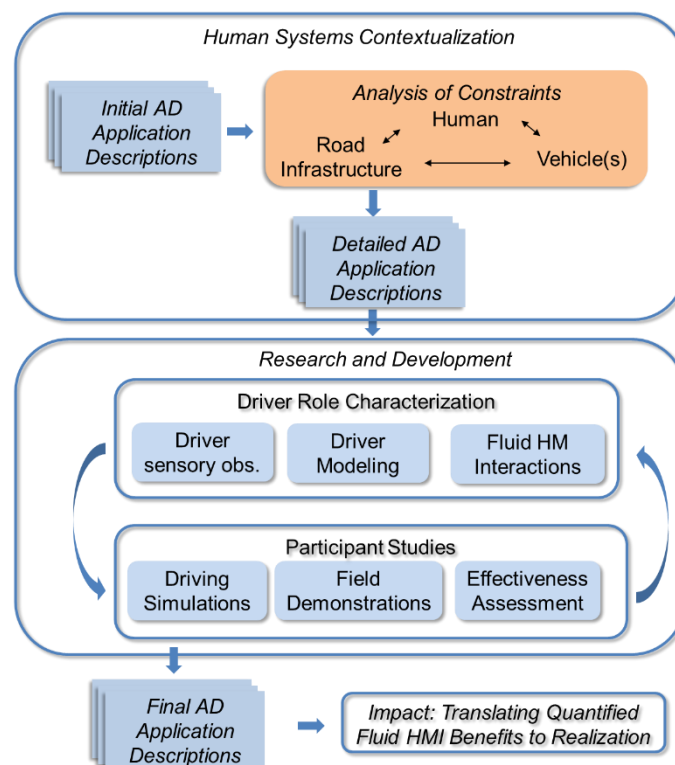 Human Systems Contextualization
Initial AD
Application
Descriptions
Analysis of Constraints
Human
Road
Infrastructure
Vehicle(s)
Detailed AD
Application
Descriptions
Research and Development
Driver Role Characterization
Driver
sensory obs.
Driver
Modeling
Fluid HM
Interactions
Participant Studies
Driving
Simulations
Field
Demonstrations
Effectiveness
Assessment
Final AD
Application
Descriptions
Impact: Translating Quantified
Fluid HMI Benefits to Realization